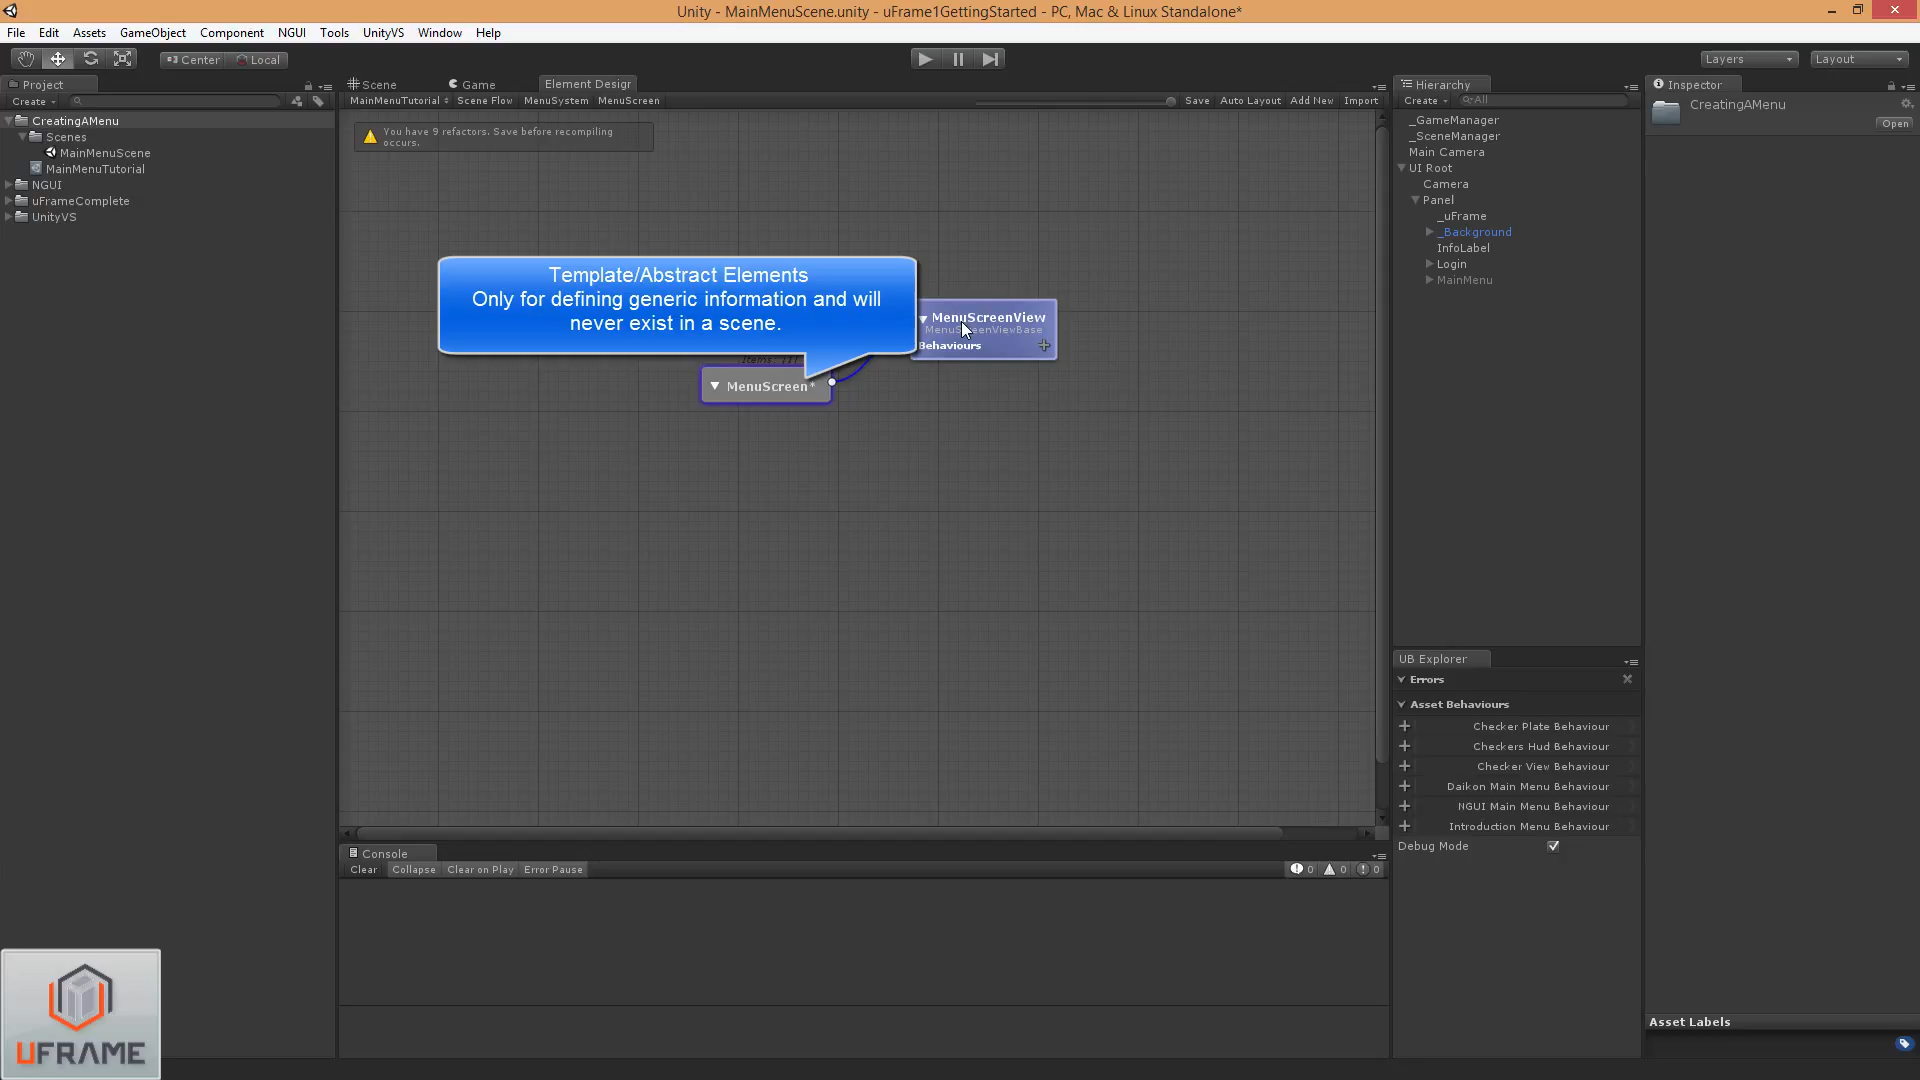 Unity - MainMenuScene.unity - uFrame1GettingStarted - PC, Mac & Linux Standalone*
File Edit Assets GameObject Component NGUI Tools UnityVS Window Help
Center Local Layers Layout
Project
Create
CreatingAMenu
Scenes
MainMenuScene
MainMenuTutorial
NGUI
uFrameComplete
UnityVS
Scene Game Element Desigr
MainMenuTutorial Scene Flow MenuSystem MenuScreen Save Auto Layout Add New Import
You have 9 refactors. Save before recompiling
occurs.
Template/Abstract Elements
Only for defining generic information and will
never exist in a scene.
MenuScreenView
MenuScreenViewBase
Behaviours
MenuScreen*
Console
Clear Collapse Clear on Play Error Pause 0 0 0
Hierarchy
Create All
_GameManager
_SceneManager
Main Camera
UI Root
Camera
Panel
_uFrame
_Background
InfoLabel
Login
MainMenu
UB Explorer
Errors
Asset Behaviours
Checker Plate Behaviour
Checkers Hud Behaviour
Checker View Behaviour
Daikon Main Menu Behaviour
NGUI Main Menu Behaviour
Introduction Menu Behaviour
Debug Mode
Inspector
CreatingAMenu
Open
Asset Labels
UFRAME